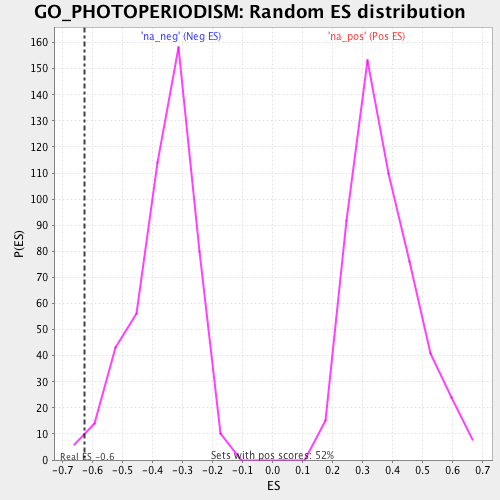 GO_PHOTOPERIODISM: Random ES distribution
'na_neg' (Neg ES)
'na_pos' (Pos ES)
160
150
140
130
120
110
100
90
80
70
60
50
40
30
20
10
0
P(ES)
Real ES -0.6
Sets with pos scores: 52%
-0.7 -0.6 -0.5 -0.4 -0.3 -0.2 -0.1 0.0 0.1 0.2 0.3 0.4 0.5 0.6 0.7
ES